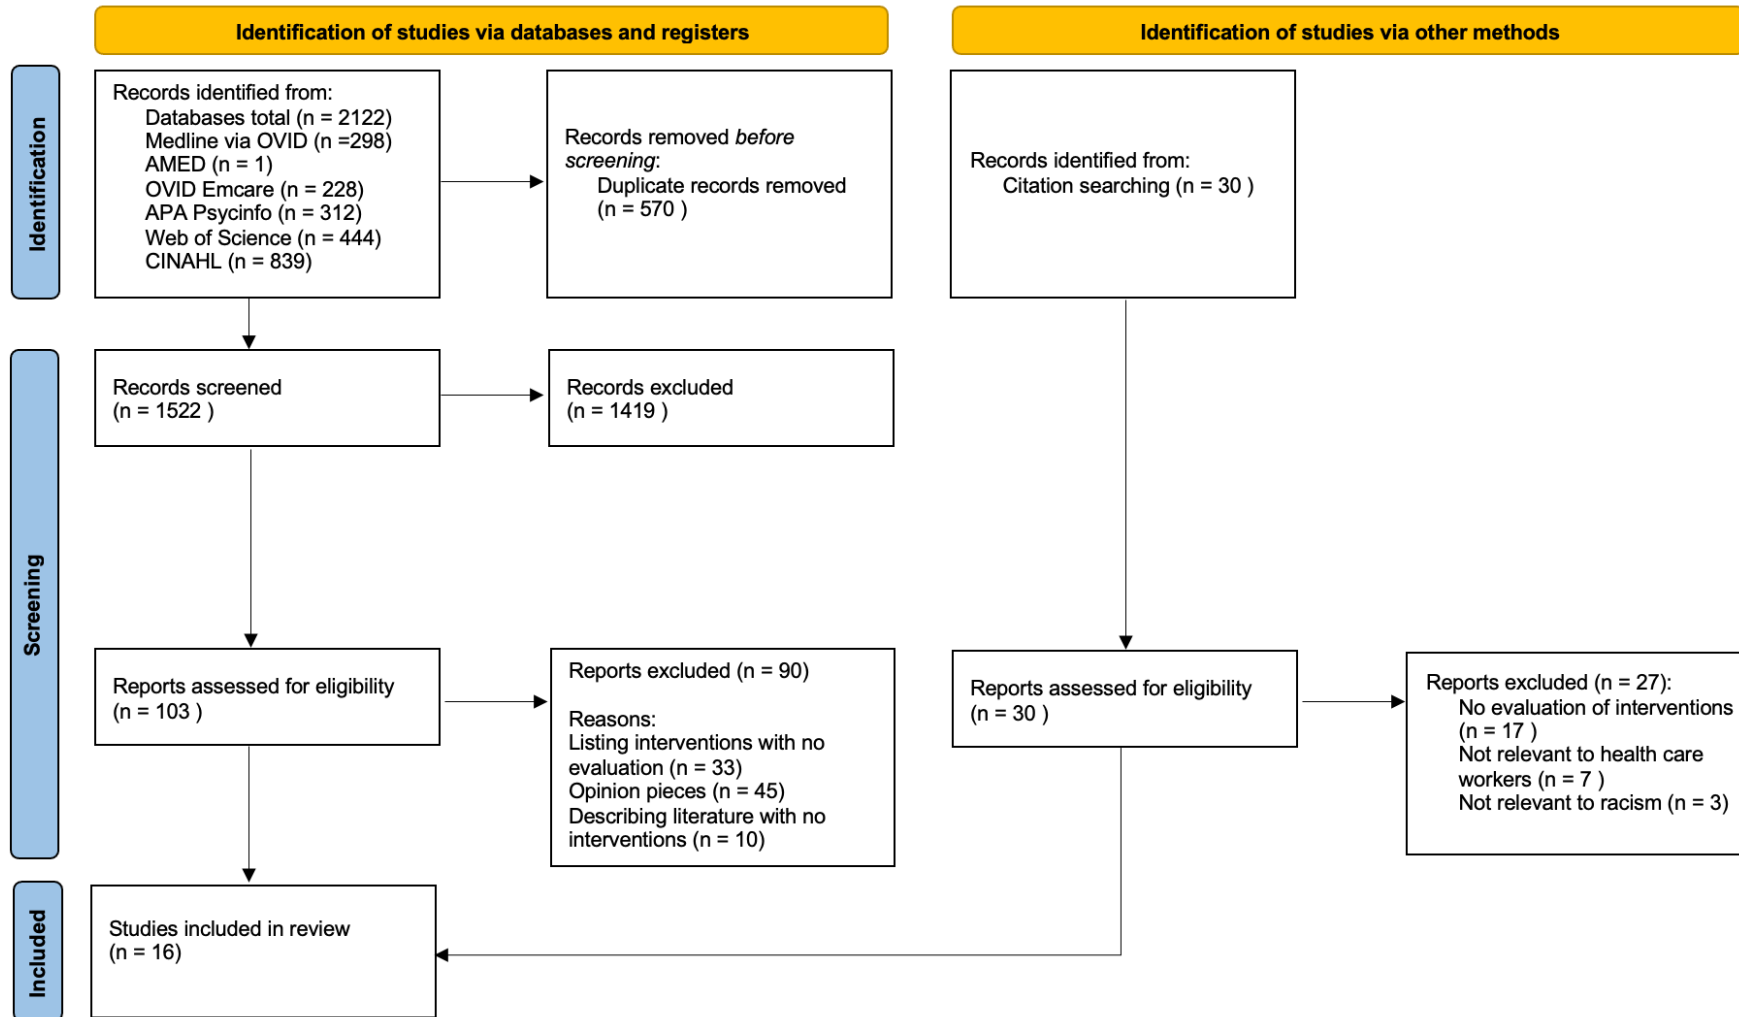 Identification of studies via databases and registers
Identification of studies via other methods
Identification
Records identified from:
Databases total (n = 2122)
Medline via OVID (n =298)
AMED (n = 1)
OVID Emcare (n = 228)
APA Psycinfo (n = 312)
Web of Science (n = 444)
CINAHL (n = 839)
Records removed before
screening:
Duplicate records removed
(n = 570 )
Records identified from:
Citation searching (n = 30 )
Screening
Records screened
(n = 1522 )
Records excluded
(n = 1419 )
Reports assessed for eligibility
(n = 103 )
Reports excluded (n = 90)
Reasons:
Listing interventions with no
evaluation (n = 33)
Opinion pieces (n = 45)
Describing literature with no
interventions (n = 10)
Reports assessed for eligibility
(n = 30 )
Reports excluded (n = 27):
No evaluation of interventions
(n = 17 )
Not relevant to health care
workers (n = 7 )
Not relevant to racism (n = 3)
Included
Studies included in review
(n = 16)